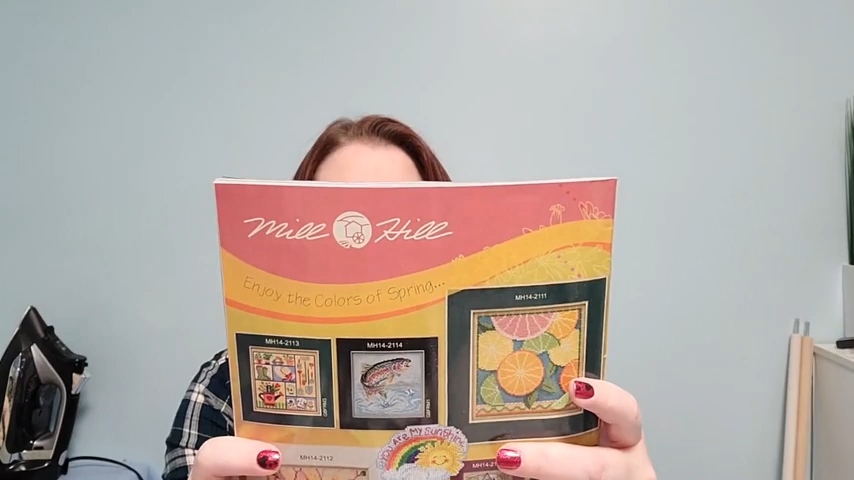 Mill Hill
Enjoy the Colors of Spring...
MH14-2111
MH14-2113
MH14-2114
MH14-2112
You Are My Sunshine